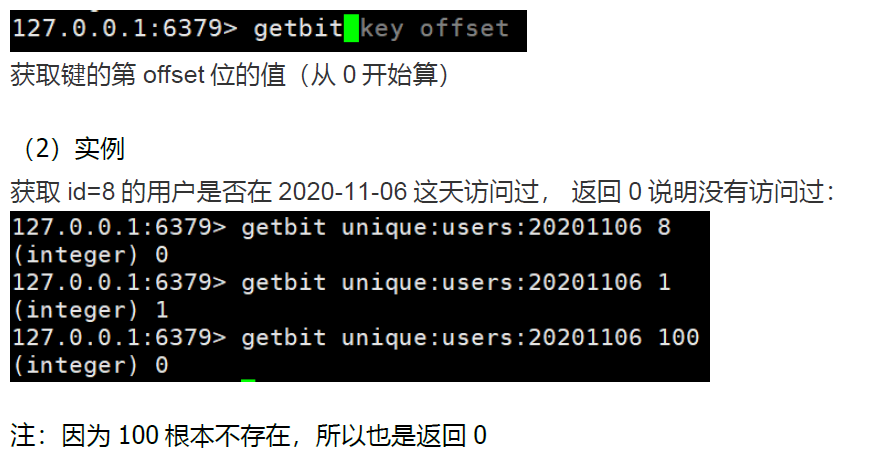 127.0.0.1:6379> getbit key offset
获取键的第 offset 位的值（从 0 开始算）
（2）实例
获取 id=8 的用户是否在 2020-11-06 这天访问过， 返回 0 说明没有访问过：
127.0.0.1:6379> getbit unique:users:20201106 8
(integer) 0
127.0.0.1:6379> getbit unique:users:20201106 1
(integer) 1
127.0.0.1:6379> getbit unique:users:20201106 100
(integer) 0
注：因为 100 根本不存在，所以也是返回 0